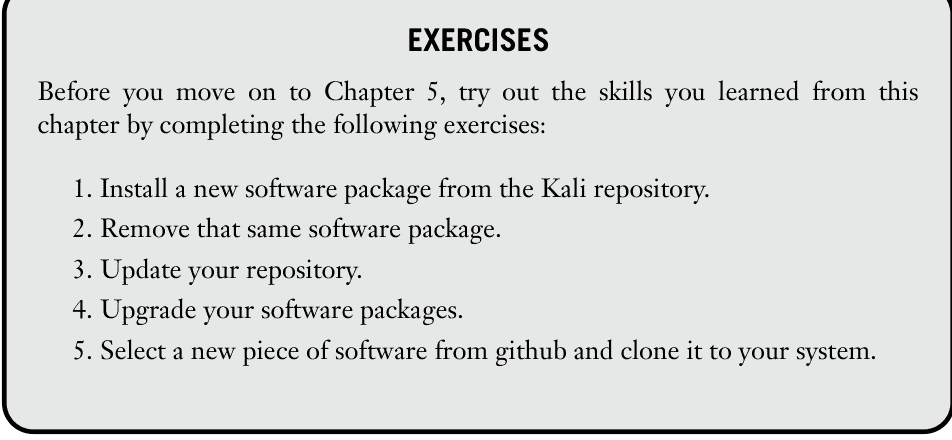 EXERCISES
Before you move on to Chapter 5, try out the skills you learned from this
chapter by completing the following exercises:
1. Install a new software package from the Kali repository.
2. Remove that same software package.
3. Update your repository.
4. Upgrade your software packages.
5. Select a new piece of software from github and clone it to your system.